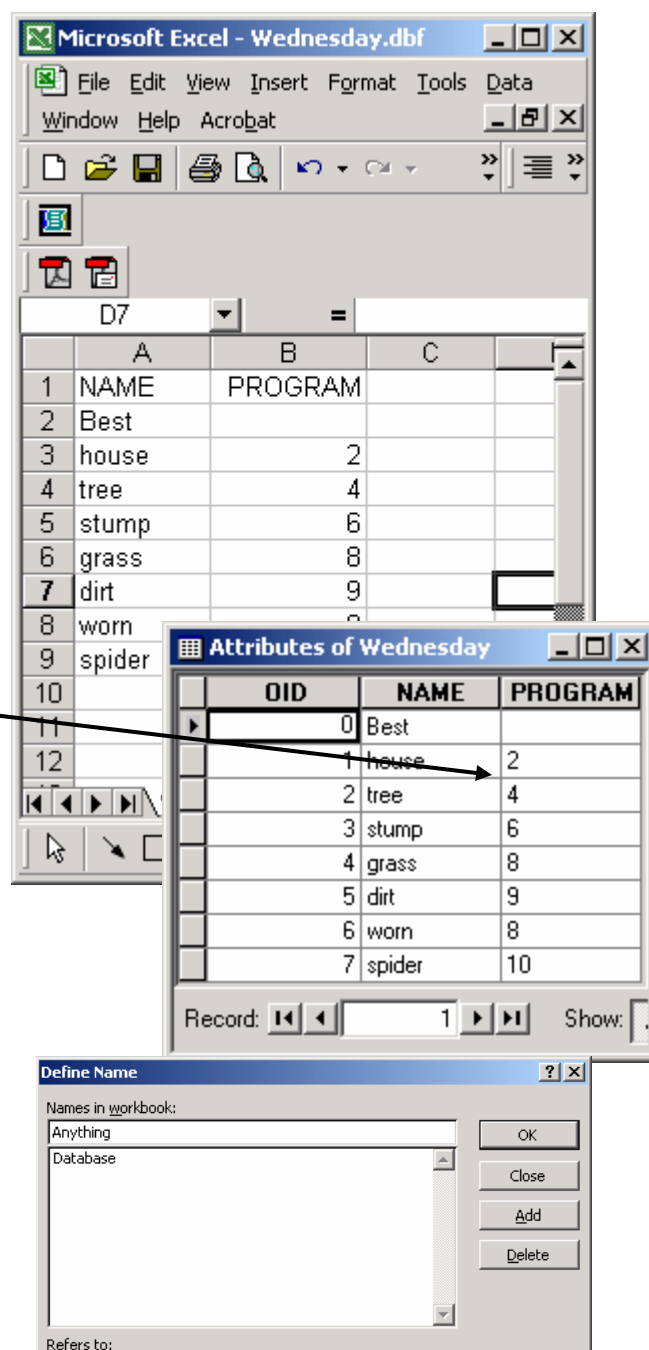 Microsoft Excel - Wednesday.dbf
File Edit View Insert Format Tools Data
Window Help Acrobat
D7 =
A B C
1 NAME PROGRAM
2 Best
3 house 2
4 tree 4
5 stump 6
6 grass 8
7 dirt 9
8 worn
9 spider
10
11
12
Attributes of Wednesday
OID NAME PROGRAM
0 Best
1 house 2
2 tree 4
3 stump 6
4 grass 8
5 dirt 9
6 worn 8
7 spider 10
Record: 1 Show:
Define Name
Names in workbook:
Anything
OK
Database
Close
Add
Delete
Refers to: